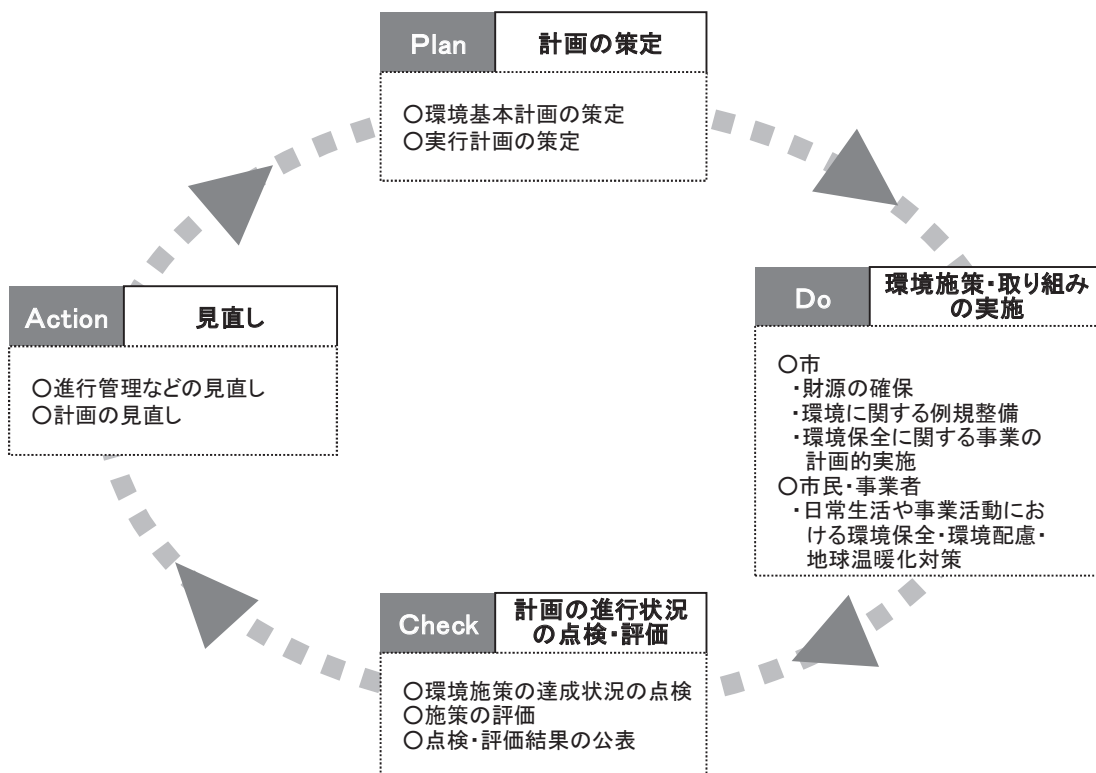 Plan
計画の策定
○環境基本計画の策定
○実行計画の策定
Do
環境施策・取り組み
の実施
○市
・財源の確保
・環境に関する例規整備
・環境保全に関する事業の
計画的実施
○市民・事業者
・日常生活や事業活動にお
ける環境保全・環境配慮・
地球温暖化対策
Check
計画の進行状況
の点検・評価
○環境施策の達成状況の点検
○施策の評価
○点検・評価結果の公表
Action
見直し
○進行管理などの見直し
○計画の見直し